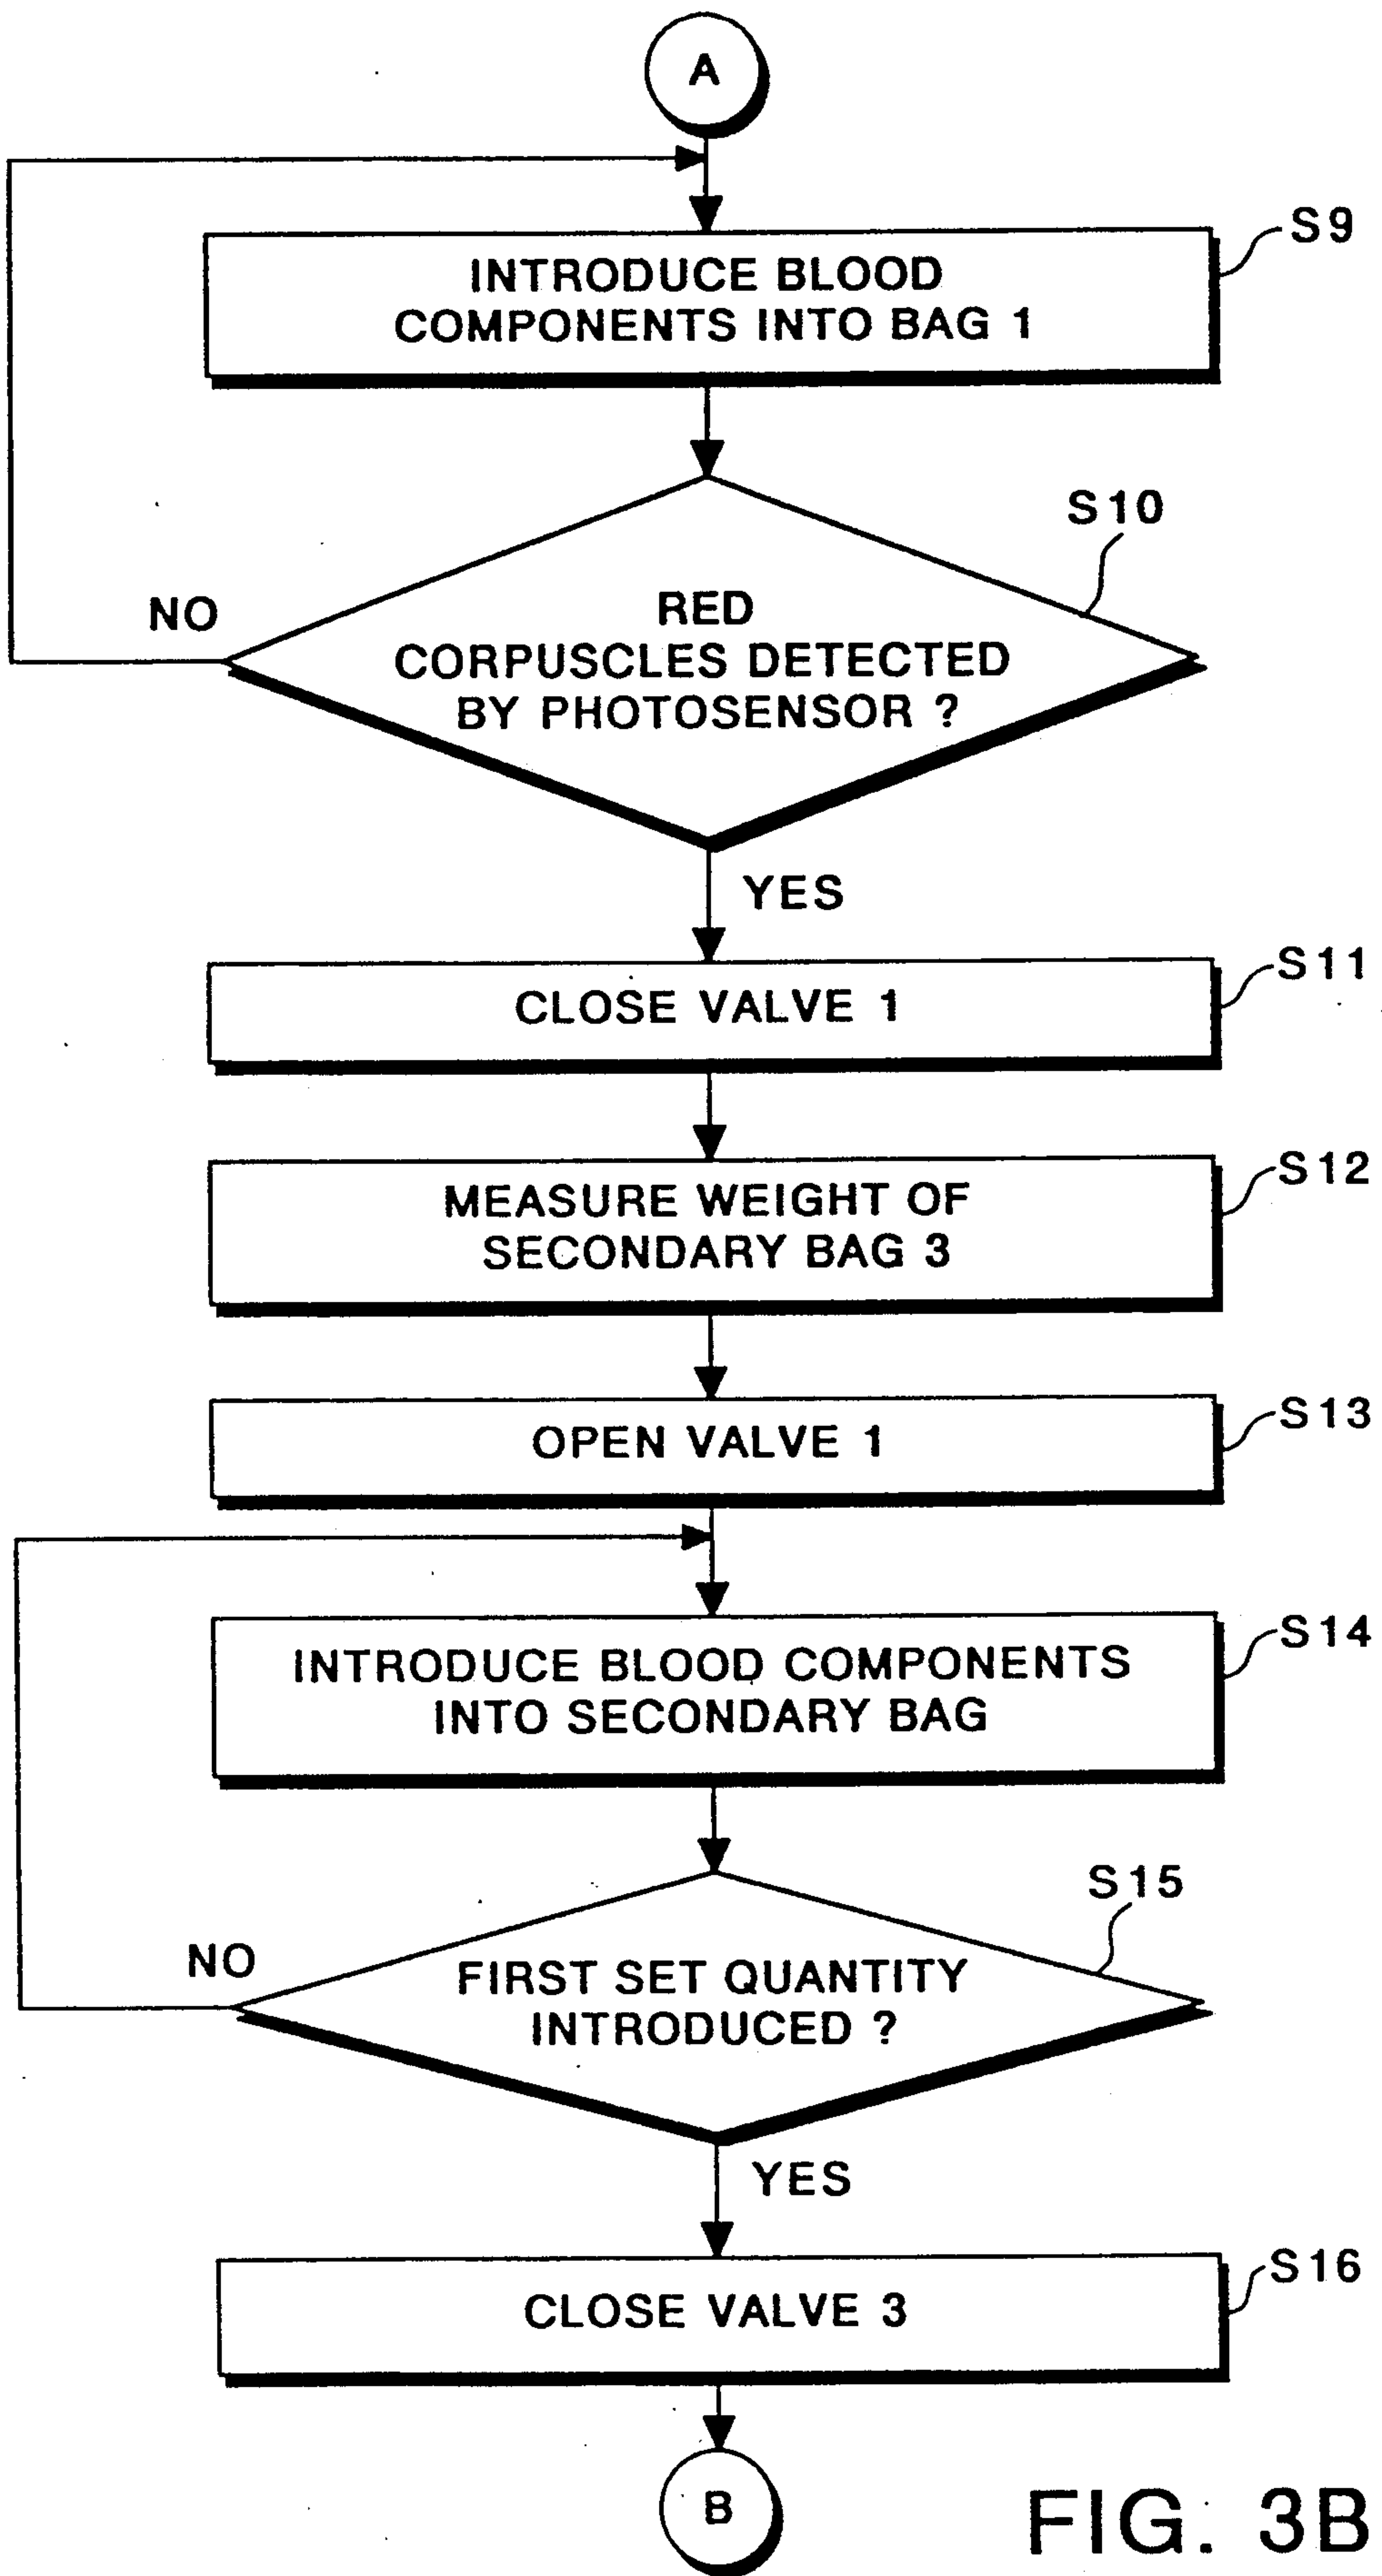 A
S9
INTRODUCE BLOOD
COMPONENTS INTO BAG 1
S10
NO
RED
CORPUSCLES DETECTED
BY PHOTOSENSOR ?
YES
S11
CLOSE VALVE 1
S12
MEASURE WEIGHT OF
SECONDARY BAG 3
S13
OPEN VALVE 1
S14
INTRODUCE BLOOD COMPONENTS
INTO SECONDARY BAG
S15
NO
FIRST SET QUANTITY
INTRODUCED ?
YES
S16
CLOSE VALVE 3
B
FIG. 3B